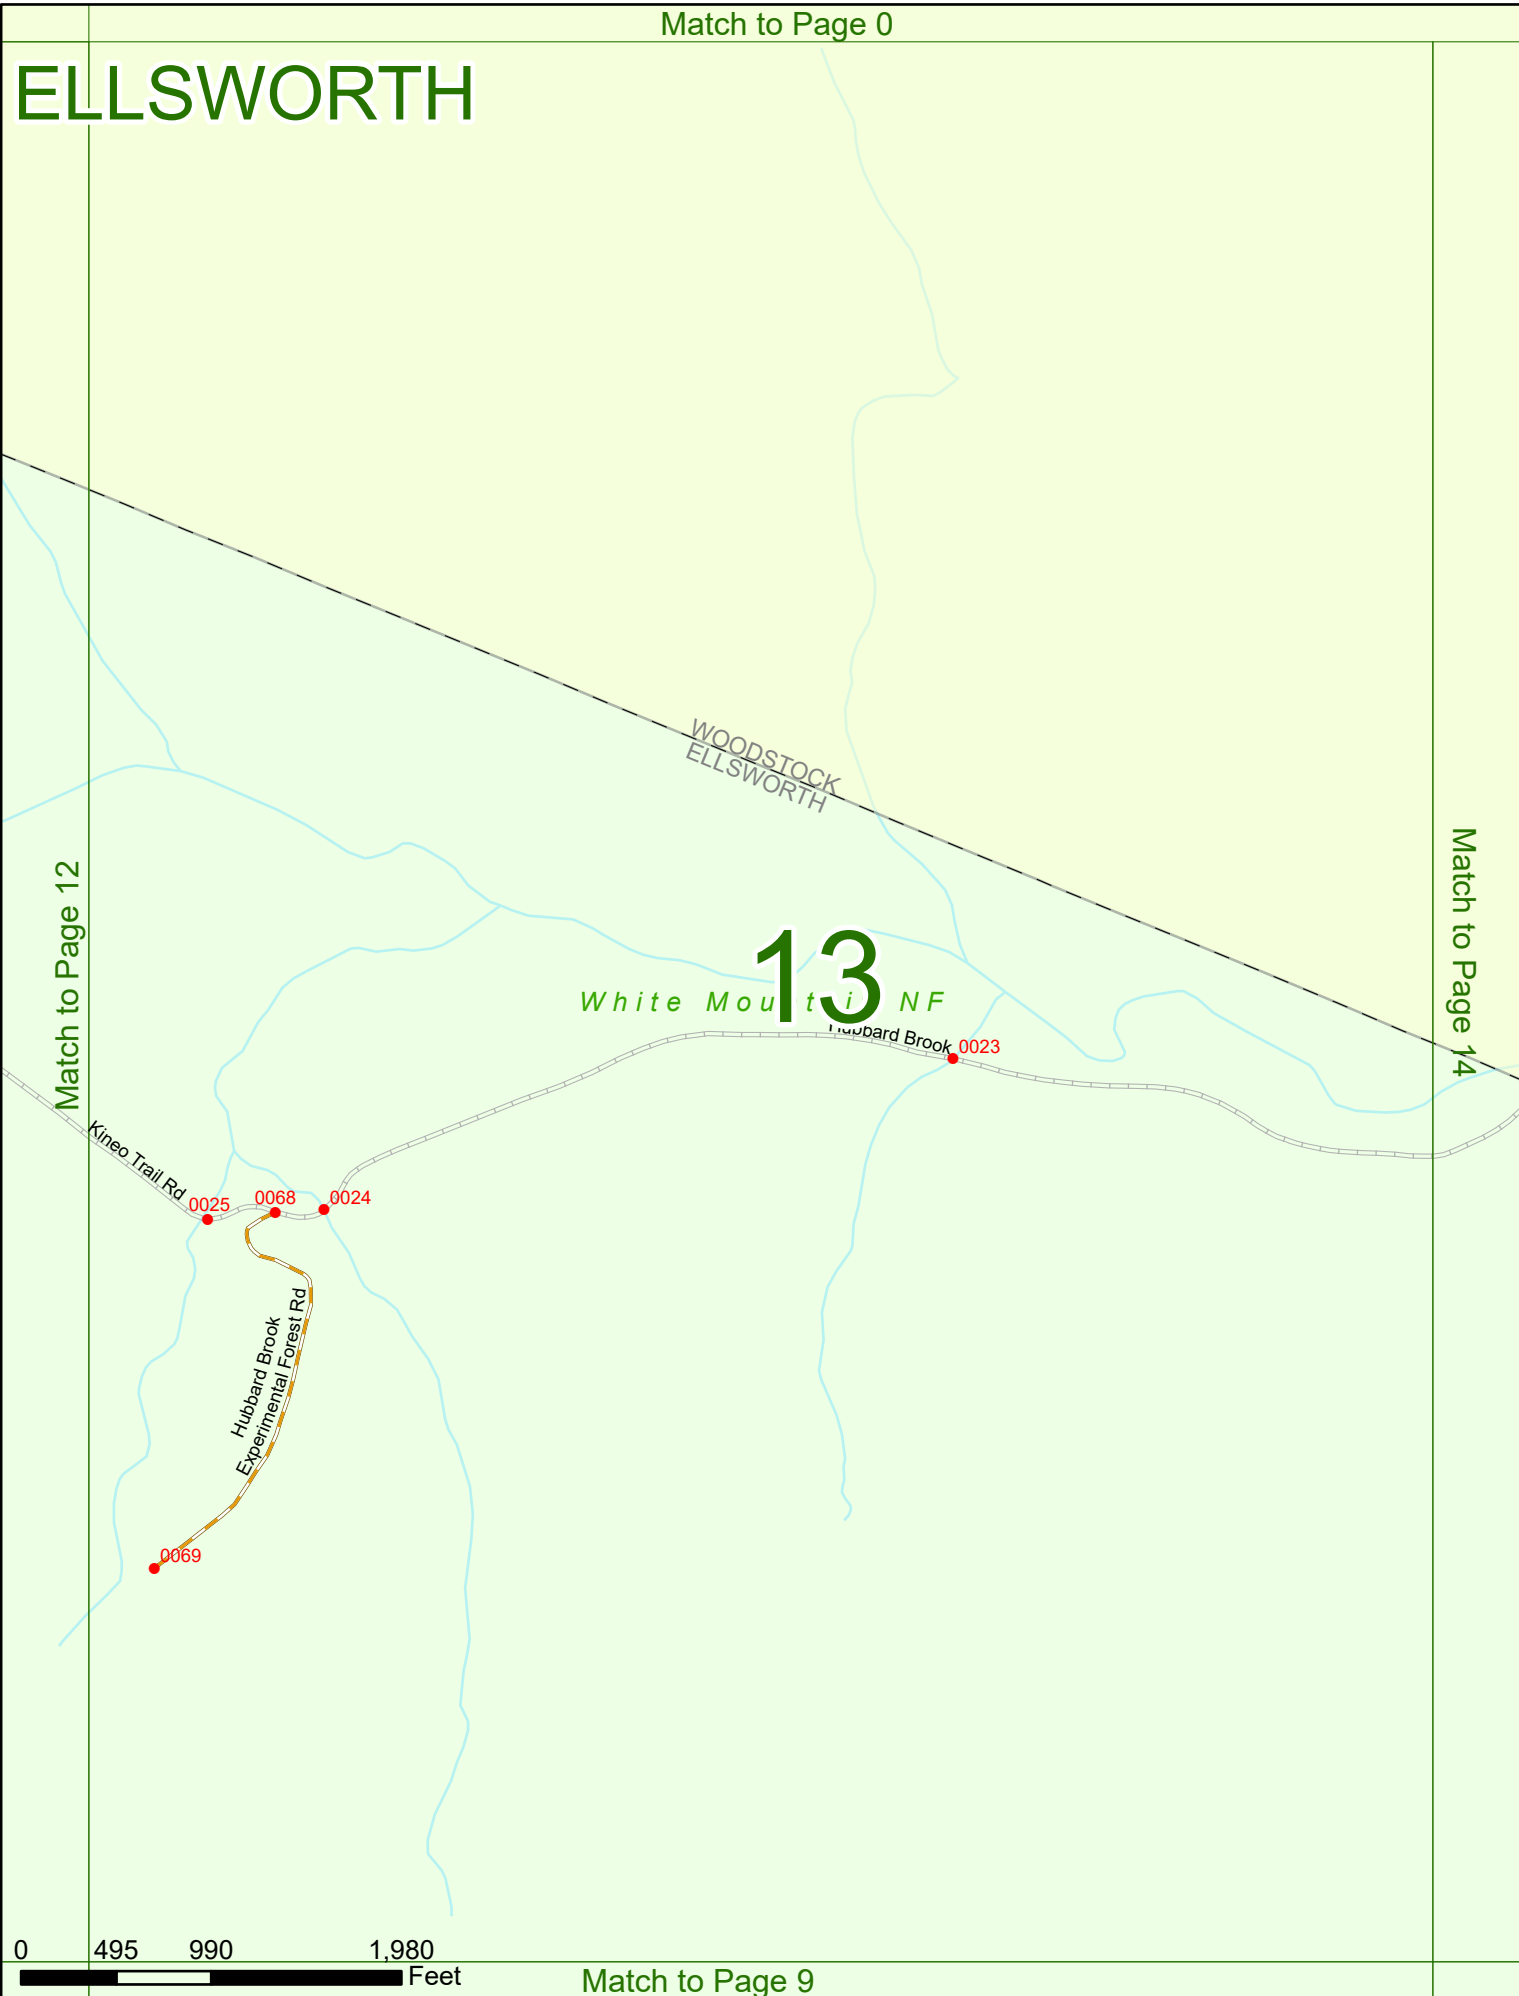 Match to Page 0
ELLSWORTH
WOODSTOCK
ELLSWORTH
Match to Page 12
Match to Page 14
13
White NF
Brook
0023
Kineo Trail Rd
0025
0068
0024
Hubbard Brook
Experimental Forest Rd
0069
0 495 990 1,980
Feet
Match to Page 9